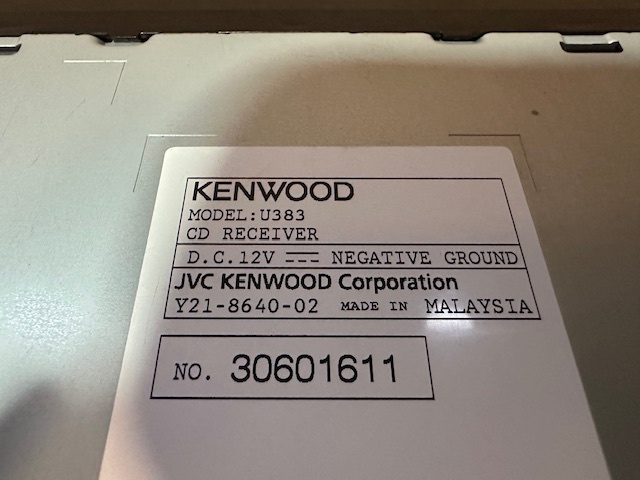 KENWOOD
MODEL:U383
CD RECEIVER
D.C.12V NEGATIVE GROUND
JVC KENWOOD Corporation
Y21-8640-02 MADE IN MALAYSIA
NO. 30601611